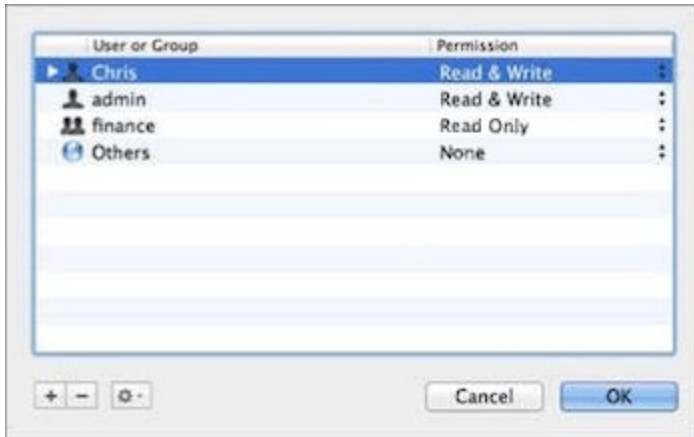 User or Group Permission
Chris Read & Write
admin Read & Write
finance Read Only
Others None
Cancel OK